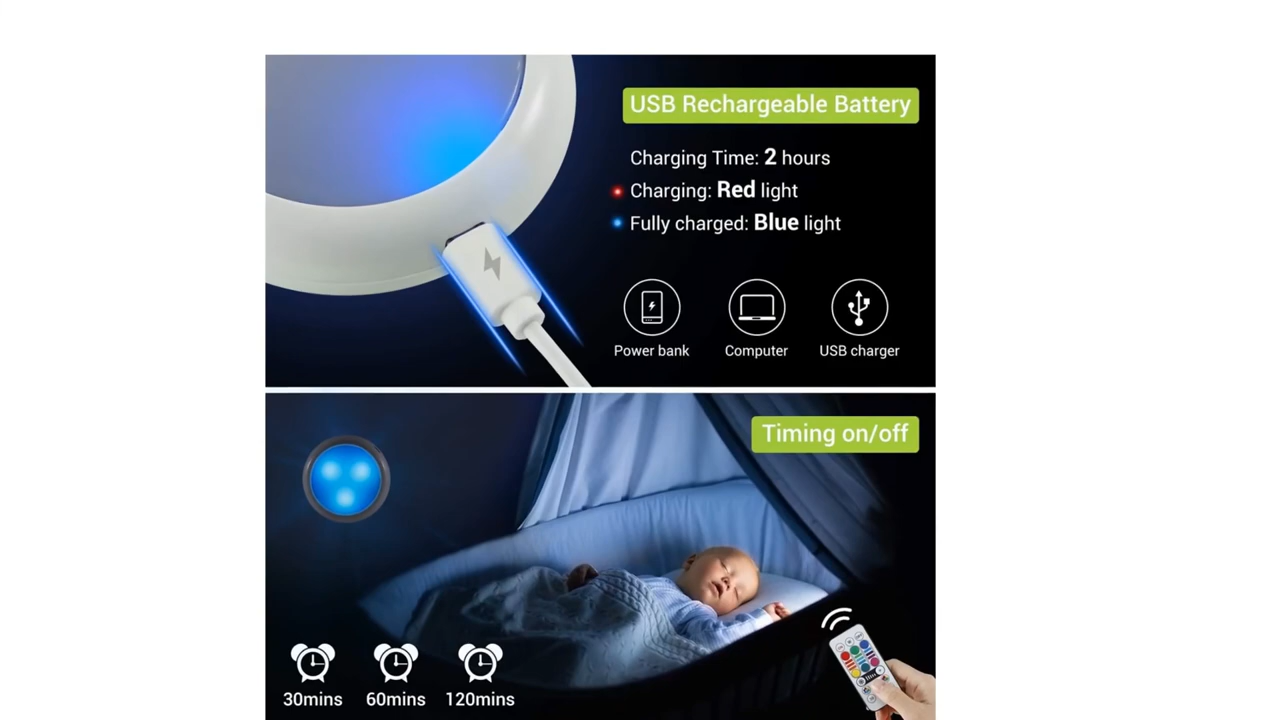 USB Rechargeable Battery
Charging Time: 2 hours
Charging: Red light
Fully charged: Blue light
Power bank
Computer
USB charger
Timing on/off
30mins
60mins
120mins